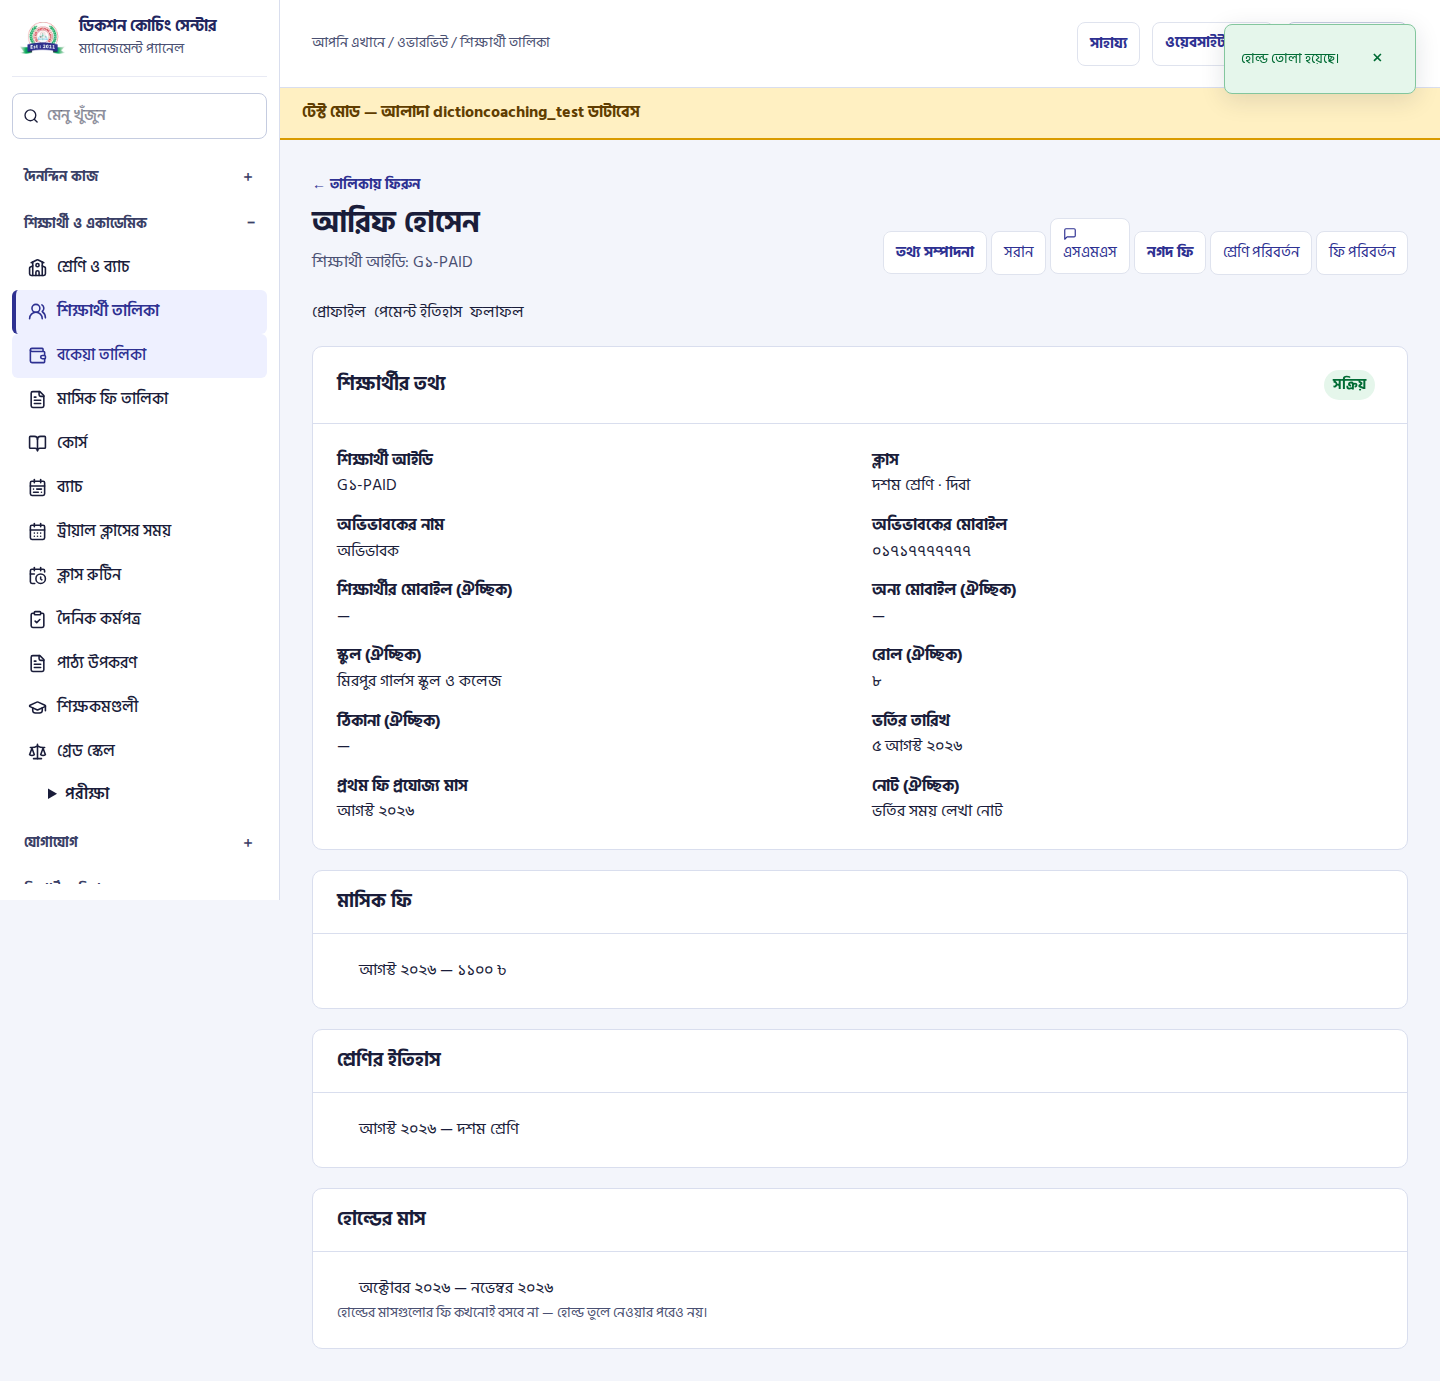 ডিকশন কোচিং সেন্টার
ম্যানেজমেন্ট প্যানেল
Est : 2011
মেনু খুঁজুন
দৈনন্দিন কাজ +
শিক্ষার্থী ও একাডেমিক −
শ্রেণি ও ব্যাচ
শিক্ষার্থী তালিকা
বকেয়া তালিকা
মাসিক ফি তালিকা
কোর্স
ব্যাচ
ট্রায়াল ক্লাসের সময়
ক্লাস রুটিন
দৈনিক কর্মপত্র
পাঠ্য উপকরণ
শিক্ষকমণ্ডলী
গ্রেড স্কেল
পরীক্ষা
যোগাযোগ +
আপনি এখানে / ওভারভিউ / শিক্ষার্থী তালিকা
সাহায্য
ওয়েবসাইট
হোল্ড তোলা হয়েছে। ×
টেস্ট মোড — আলাদা dictioncoaching_test ডাটাবেস
← তালিকায় ফিরুন
আরিফ হোসেন
শিক্ষার্থী আইডি: G১-PAID
তথ্য সম্পাদনা
সরান
এসএমএস
নগদ ফি
শ্রেণি পরিবর্তন
ফি পরিবর্তন
প্রোফাইল পেমেন্ট ইতিহাস ফলাফল
শিক্ষার্থীর তথ্য
সক্রিয়
শিক্ষার্থী আইডি
G১-PAID
ক্লাস
দশম শ্রেণি · দিবা
অভিভাবকের নাম
অভিভাবক
অভিভাবকের মোবাইল
০১৭১৭৭৭৭৭৭৭
শিক্ষার্থীর মোবাইল (ঐচ্ছিক)
—
অন্য মোবাইল (ঐচ্ছিক)
—
স্কুল (ঐচ্ছিক)
মিরপুর গার্লস স্কুল ও কলেজ
রোল (ঐচ্ছিক)
৮
ঠিকানা (ঐচ্ছিক)
—
ভর্তির তারিখ
৫ আগস্ট ২০২৬
প্রথম ফি প্রযোজ্য মাস
আগস্ট ২০২৬
নোট (ঐচ্ছিক)
ভর্তির সময় লেখা নোট
মাসিক ফি
আগস্ট ২০২৬ — ১১০০ ৳
শ্রেণির ইতিহাস
আগস্ট ২০২৬ — দশম শ্রেণি
হোল্ডের মাস
অক্টোবর ২০২৬ — নভেম্বর ২০২৬
হোল্ডের মাসগুলোর ফি কখনোই বসবে না — হোল্ড তুলে নেওয়ার পরেও নয়।